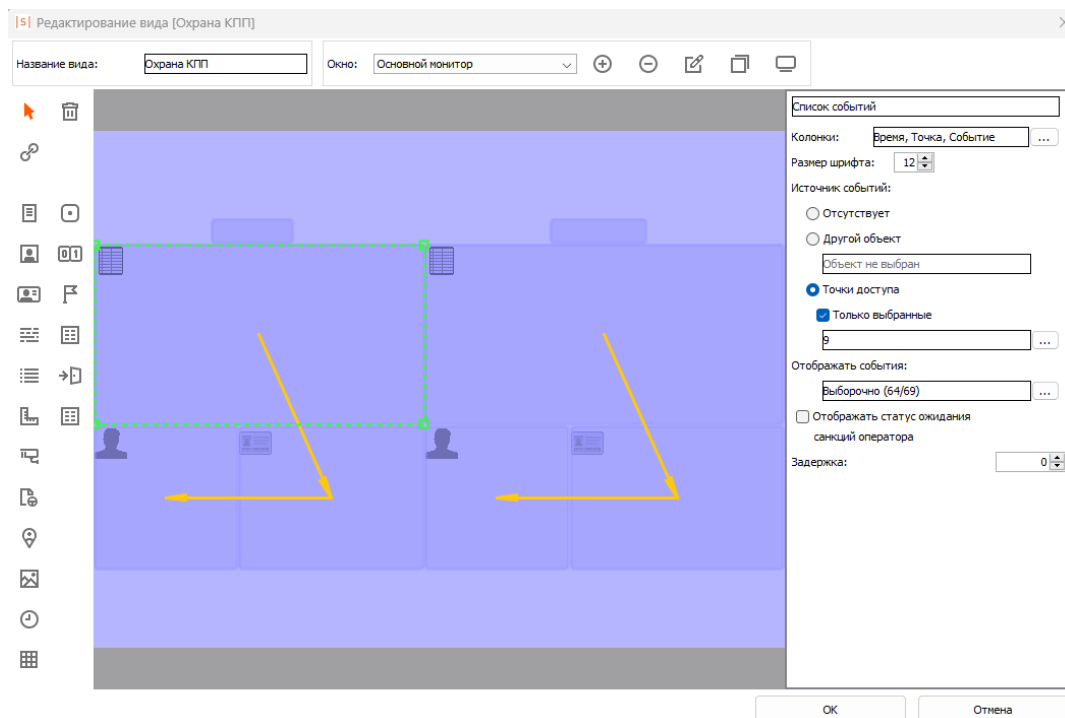 |S| Редактирование вида [Охрана КПП]
Название вида: Охрана КПП Окно: Основной монитор
Список событий
Колонки: Время, Точка, Событие ...
Размер шрифта: 12
Источник событий:
Отсутствует
Другой объект
Объект не выбран
Точки доступа
Только выбранные
9 ...
Отображать события:
Выборочно (64/69) ...
Отображать статус ожидания
санкций оператора
Задержка: 0
0 1
OK Отмена